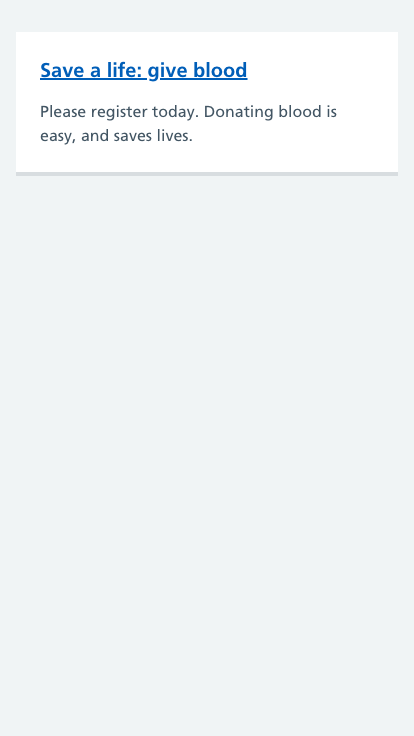 Save a life: give blood
Please register today. Donating blood is
easy, and saves lives.